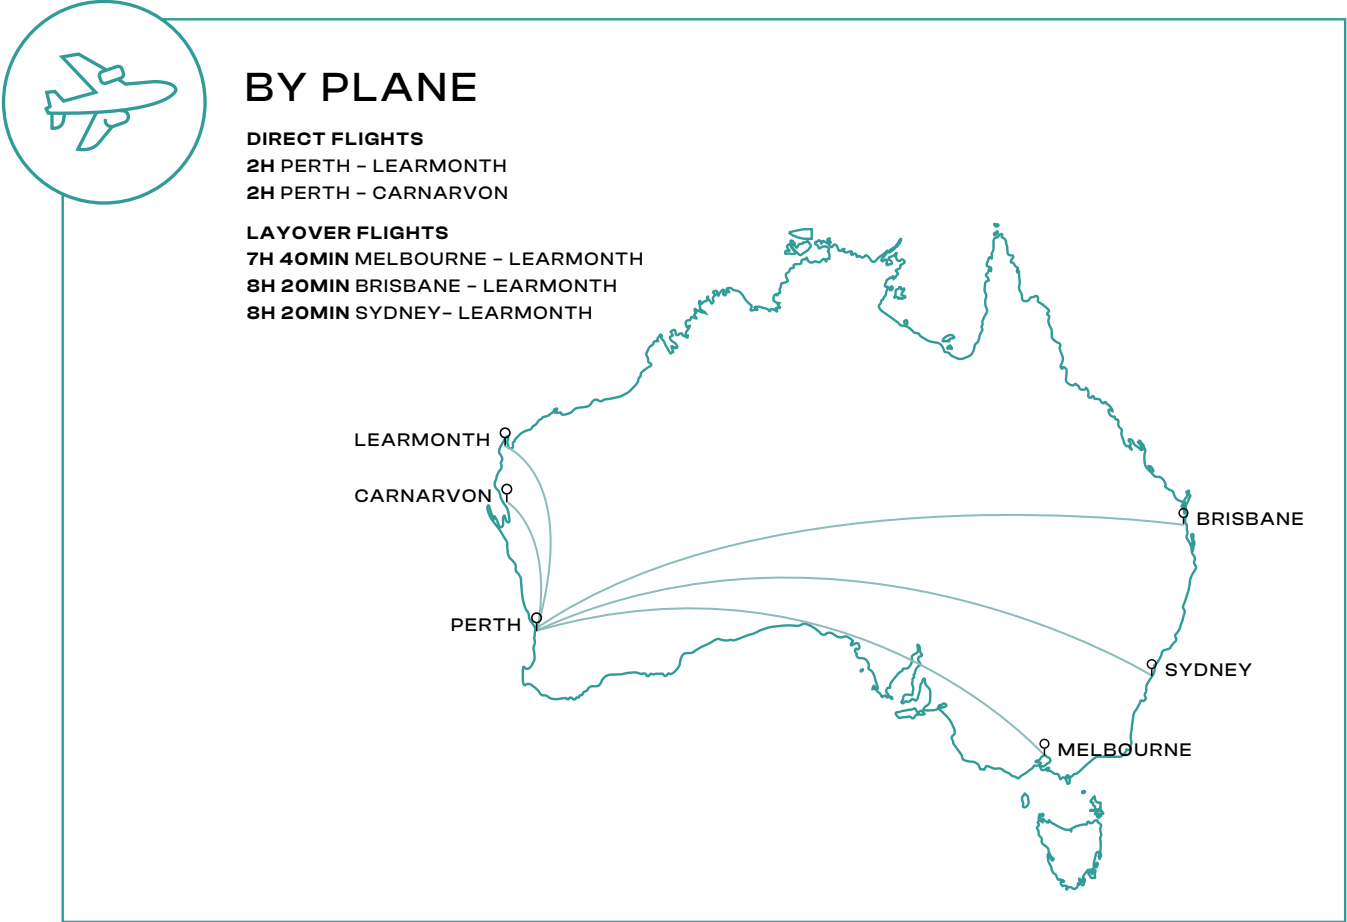 BY PLANE
DIRECT FLIGHTS
2H PERTH – LEARMONTH
2H PERTH – CARNARVON
LAYOVER FLIGHTS
7H 40MIN MELBOURNE – LEARMONTH
8H 20MIN BRISBANE – LEARMONTH
8H 20MIN SYDNEY– LEARMONTH
LEARMONTH
CARNARVON
BRISBANE
PERTH
SYDNEY
MELBOURNE